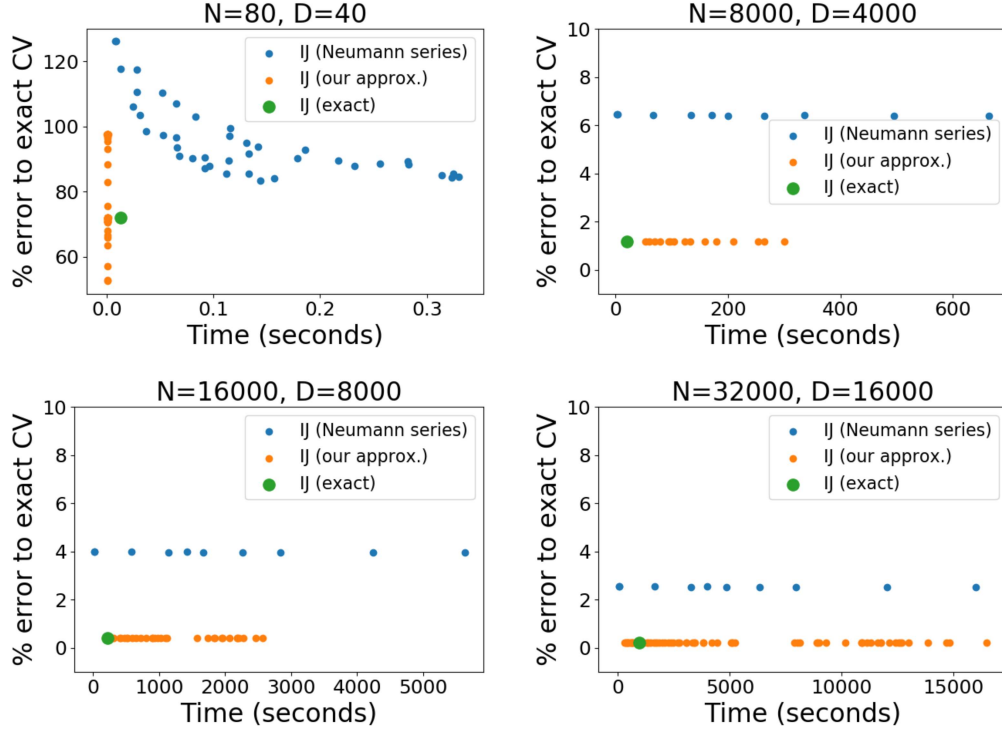 N=80, D=40
% error to exact CV
120
100
80
60
IJ (Neumann series)
IJ (our approx.)
IJ (exact)
0.0 0.1 0.2 0.3
Time (seconds)
N=8000, D=4000
% error to exact CV
10
8
6
4
2
0
IJ (Neumann series)
IJ (our approx.)
IJ (exact)
0 200 400 600
Time (seconds)
N=16000, D=8000
% error to exact CV
10
8
6
4
2
0
IJ (Neumann series)
IJ (our approx.)
IJ (exact)
0 1000 2000 3000 4000 5000
Time (seconds)
N=32000, D=16000
% error to exact CV
10
8
6
4
2
0
IJ (Neumann series)
IJ (our approx.)
IJ (exact)
0 5000 10000 15000
Time (seconds)